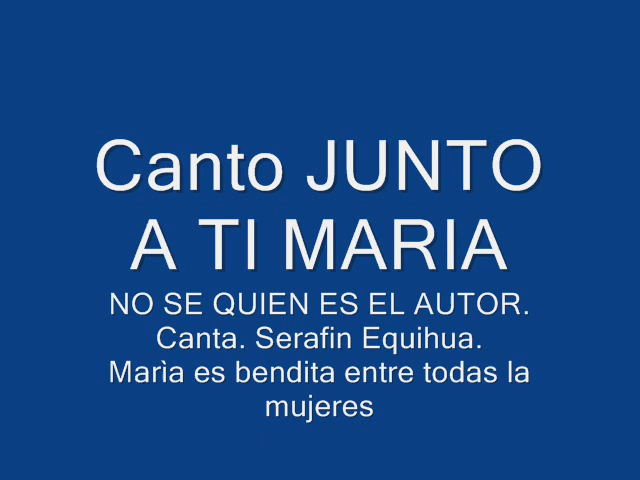 Canto JUNTO
A TI MARIA
NO SE QUIEN ES EL AUTOR.
Canta. Serafin Equihua.
Marìa es bendita entre todas la
mujeres